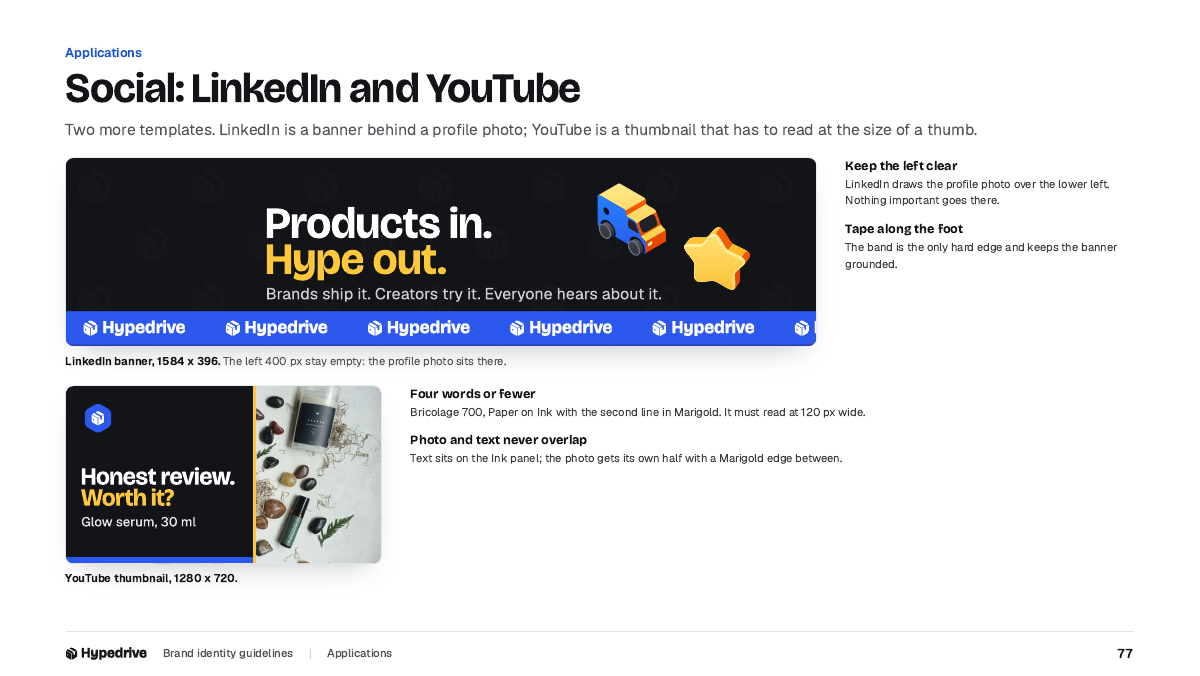 Applications
Social: LinkedIn and YouTube
Two more templates. LinkedIn is a banner behind a profile photo; YouTube is a thumbnail that has to read at the size of a thumb.
Products in.
Hype out.
Brands ship it. Creators try it. Everyone hears about it.
Hypedrive Hypedrive Hypedrive Hypedrive Hypedrive
LinkedIn banner, 1584 x 396. The left 400 px stay empty: the profile photo sits there.
Keep the left clear
LinkedIn draws the profile photo over the lower left.
Nothing important goes there.
Tape along the foot
The band is the only hard edge and keeps the banner
grounded.
Honest review.
Worth it?
Glow serum, 30 ml
YouTube thumbnail, 1280 x 720.
Four words or fewer
Bricolage 700, Paper on Ink with the second line in Marigold. It must read at 120 px wide.
Photo and text never overlap
Text sits on the Ink panel; the photo gets its own half with a Marigold edge between.
Hypedrive Brand identity guidelines | Applications 77